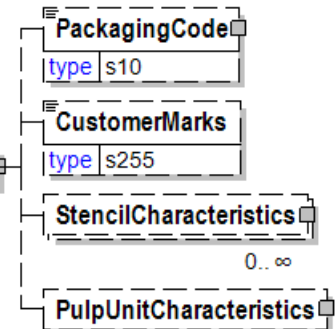 PackagingCode
type s10
CustomerMarks
type s255
StencilCharacteristics
0.. ∞
PulpUnitCharacteristics